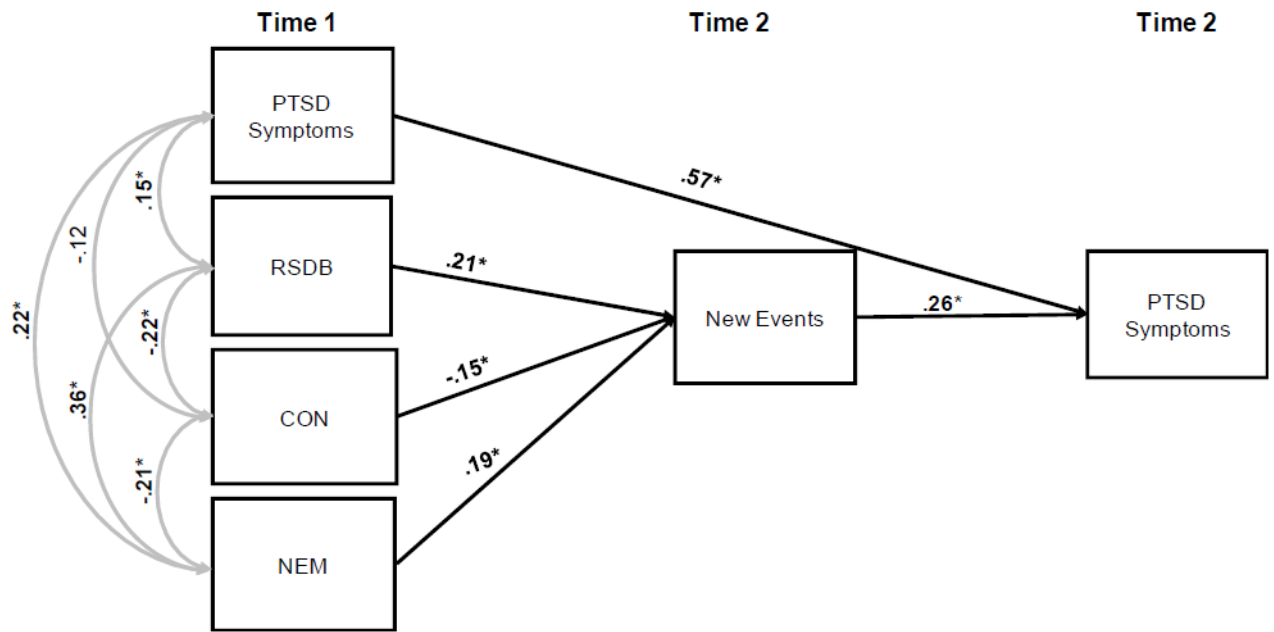 Time 1
Time 2
Time 2
PTSD
Symptoms
.57*
.15*
-.12
RSDB
.21*
New Events
.26*
PTSD
Symptoms
.22*
-.22*
.36*
-.15*
CON
.19*
-.21*
NEM